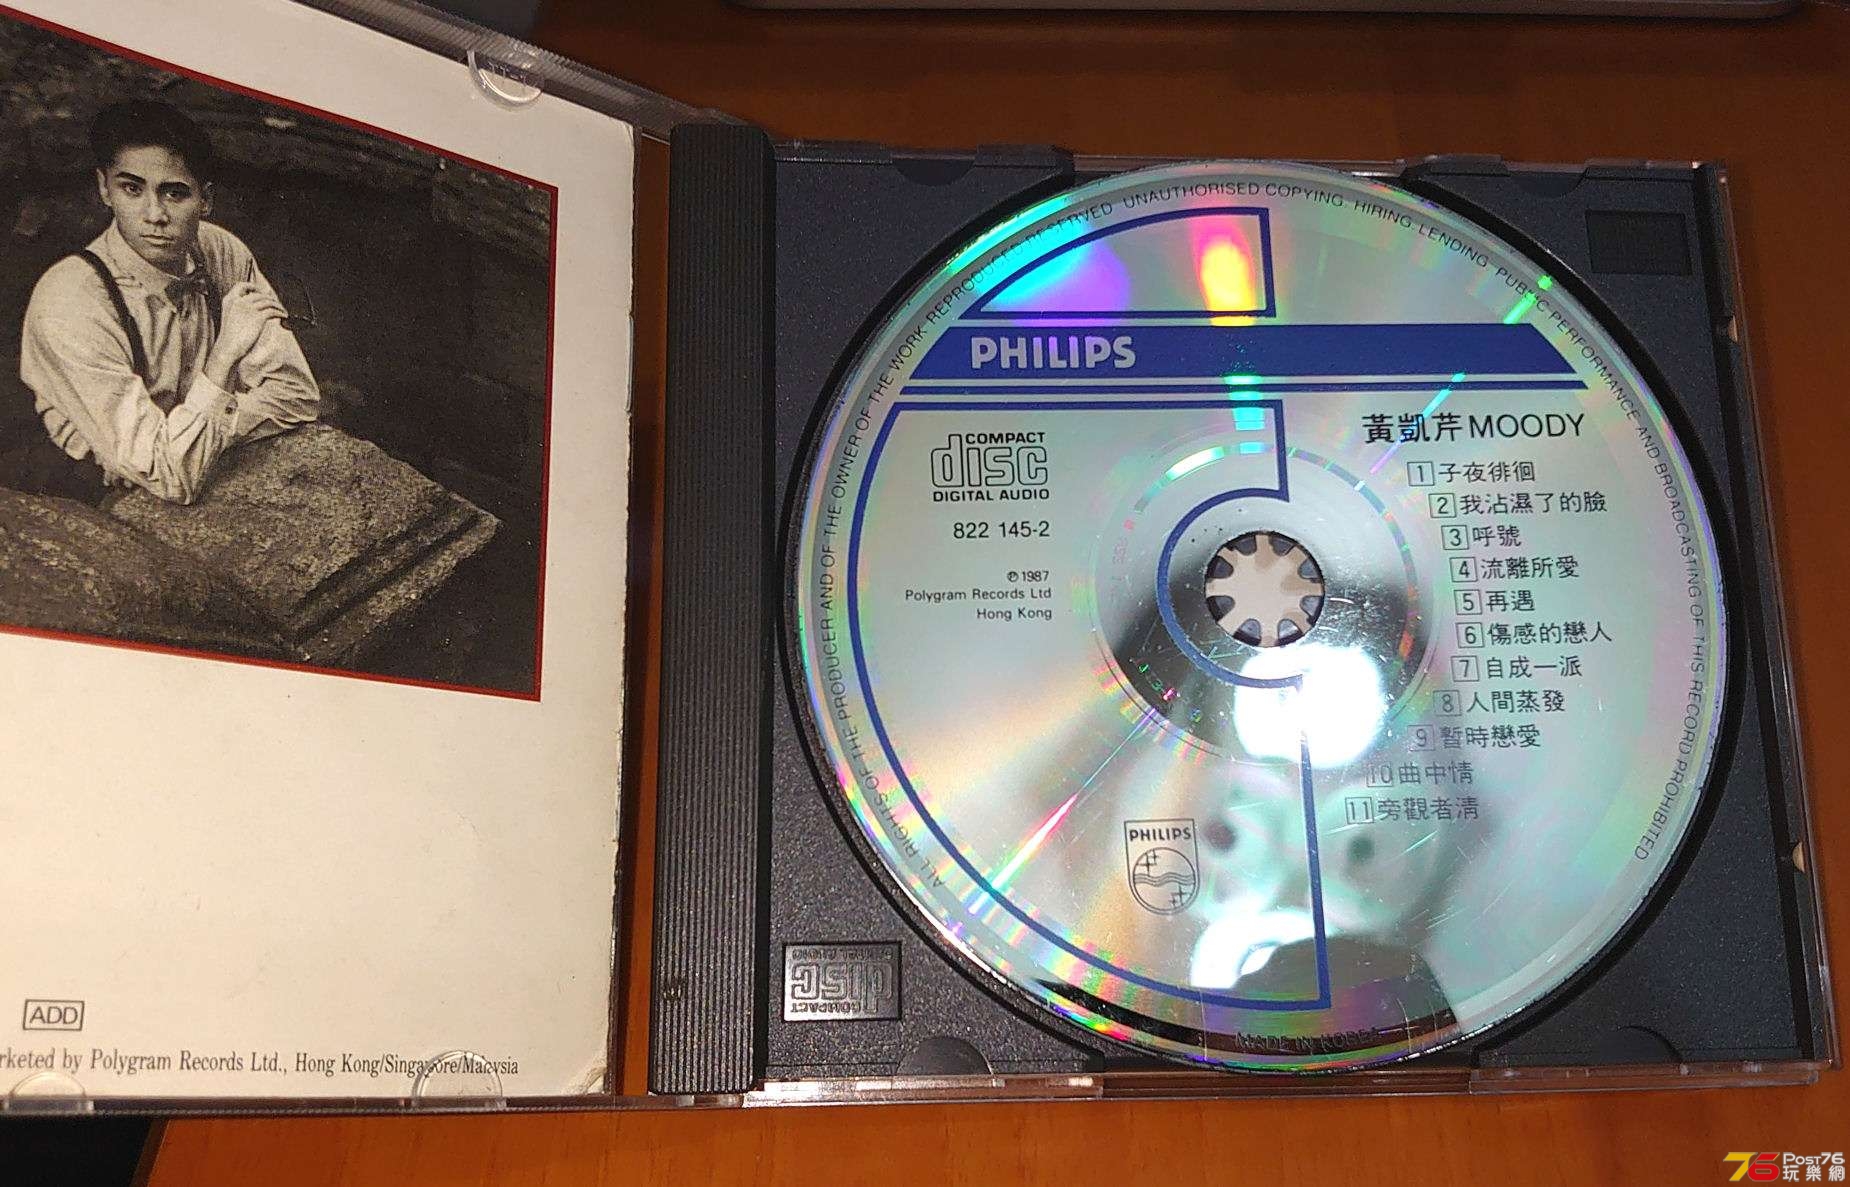 ADD
rketed by Polygram Records Ltd., Hong Kong/Singapore/Malaysia
ALL RIGHTS OF THE PRODUCER AND OF THE OWNER OF THE WORK REPRODUCED RESERVED UNAUTHORISED COPYING, HIRING, LENDING, PUBLIC PERFORMANCE AND BROADCASTING OF THIS RECORD PROHIBITED
PHILIPS
COMPACT
disc
DIGITAL AUDIO
822 145-2
℗1987
Polygram Records Ltd
Hong Kong
黃凱芹MOODY
1 子夜徘徊
2 我沾濕了的臉
3 呼號
4 流離所愛
5 再遇
6 傷感的戀人
7 自成一派
8 人間蒸發
9 暫時戀愛
10 曲中情
11 旁觀者清
PHILIPS
MADE IN KOREA
COMPACT
disc
DIGITAL AUDIO
76 Post76
玩樂網